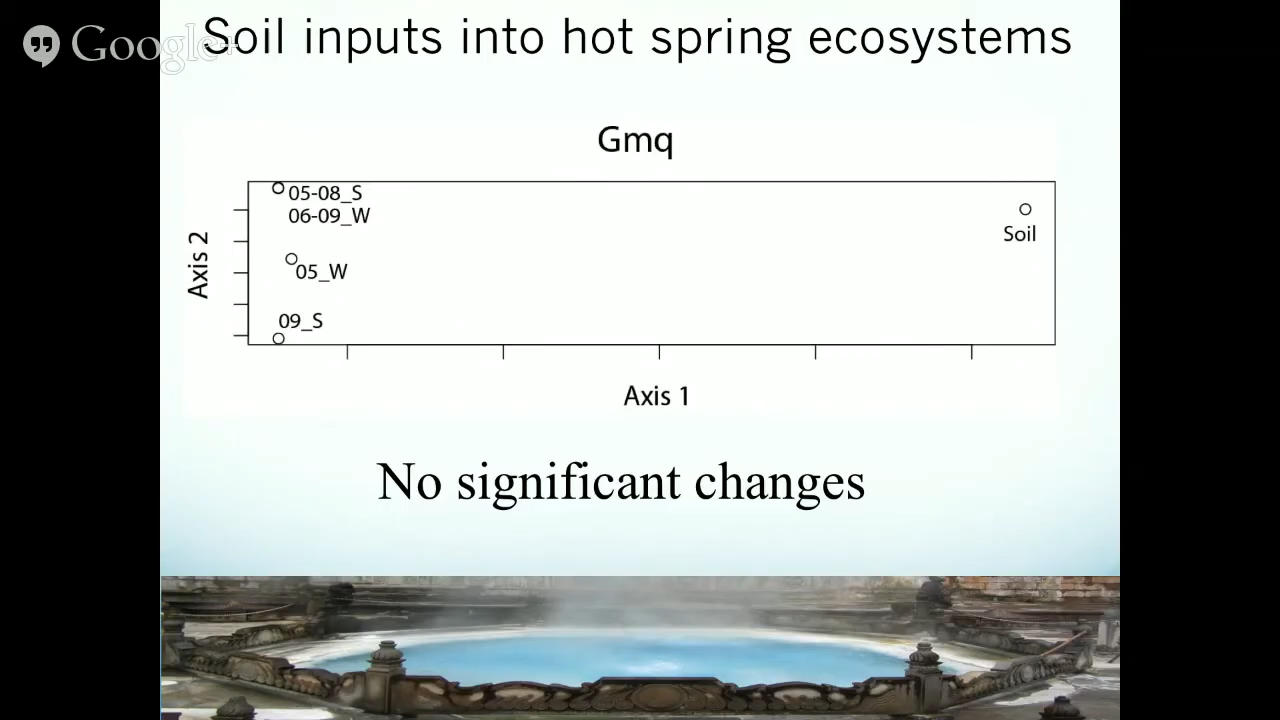 Google+
Soil inputs into hot spring ecosystems
Gmq
05-08_S
06-09_W
Soil
05_W
09_S
Axis 2
Axis 1
No significant changes